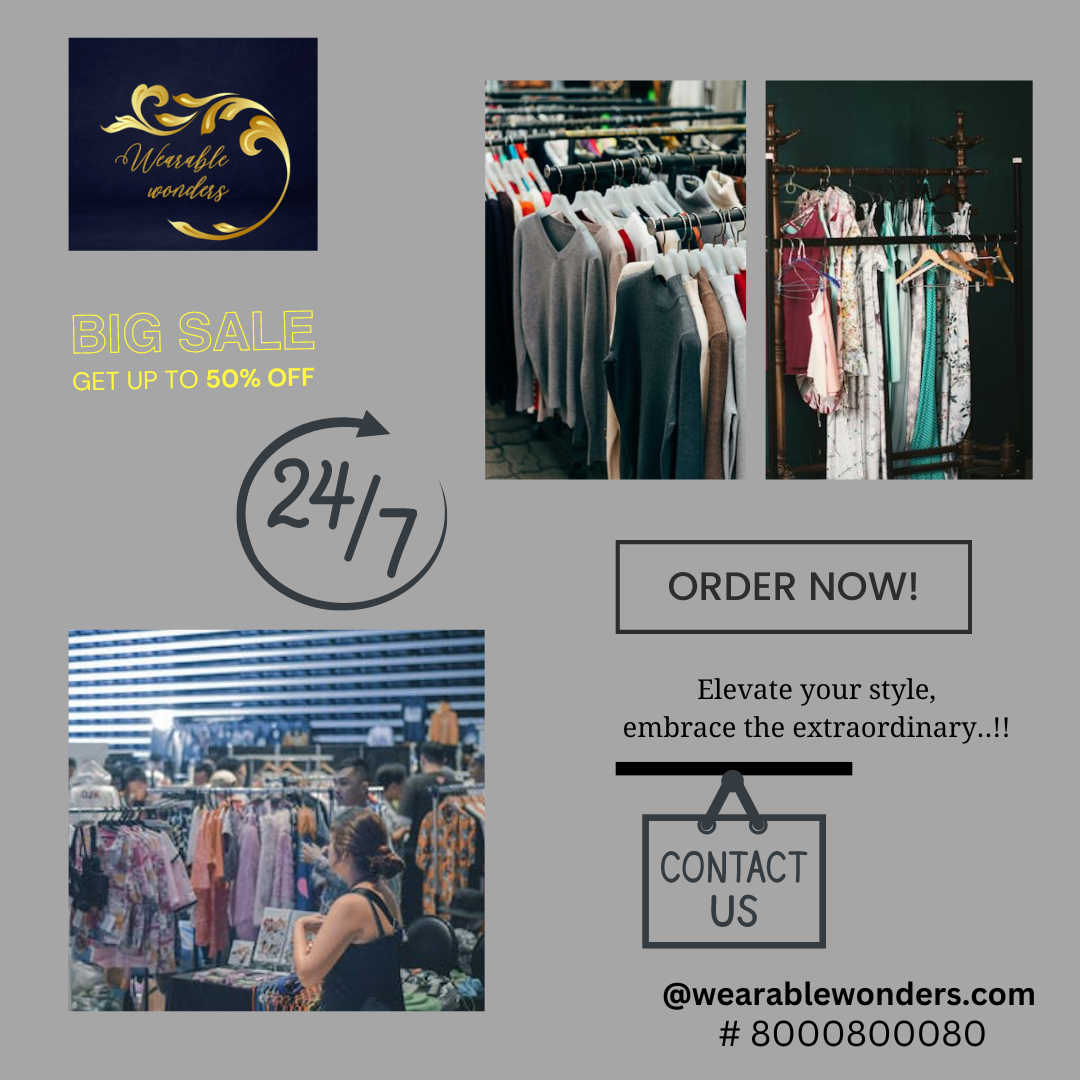 Wearable
wonders
BIG SALE
GET UP TO 50% OFF
24/7
ORDER NOW!
Elevate your style,
embrace the extraordinary..!!
CONTACT
US
@wearablewonders.com
# 8000800080